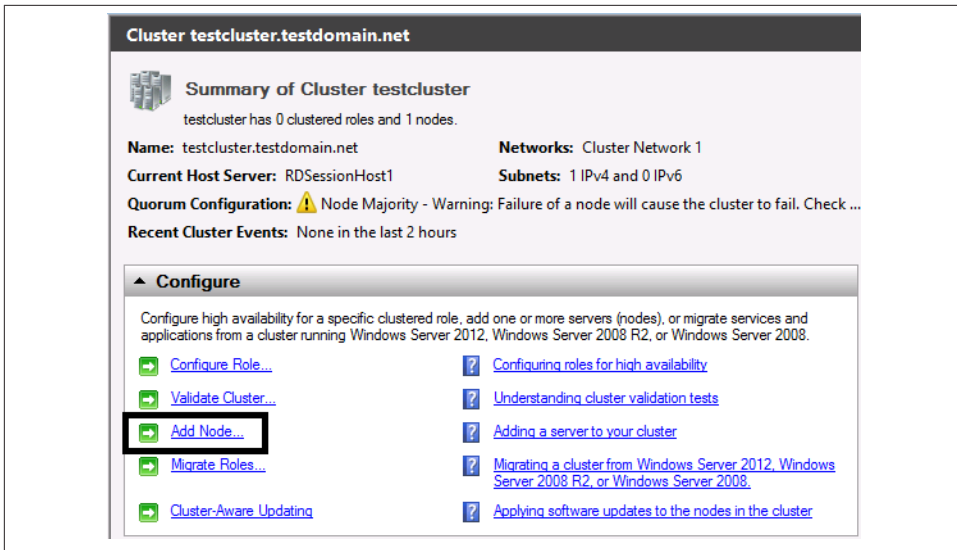 Cluster testcluster.testdomain.net
Summary of Cluster testcluster
testcluster has 0 clustered roles and 1 nodes.
Name: testcluster.testdomain.net
Networks: Cluster Network 1
Current Host Server: RDSessionHost1
Subnets: 1 IPv4 and 0 IPv6
Quorum Configuration: Node Majority - Warning: Failure of a node will cause the cluster to fail. Check ...
Recent Cluster Events: None in the last 2 hours
Configure
Configure high availability for a specific clustered role, add one or more servers (nodes), or migrate services and
applications from a cluster running Windows Server 2012, Windows Server 2008 R2, or Windows Server 2008.
Configure Role...
Configuring roles for high availability
Validate Cluster...
Understanding cluster validation tests
Add Node...
Adding a server to your cluster
Migrate Roles...
Migrating a cluster from Windows Server 2012, Windows
Server 2008 R2, or Windows Server 2008.
Cluster-Aware Updating
Applying software updates to the nodes in the cluster